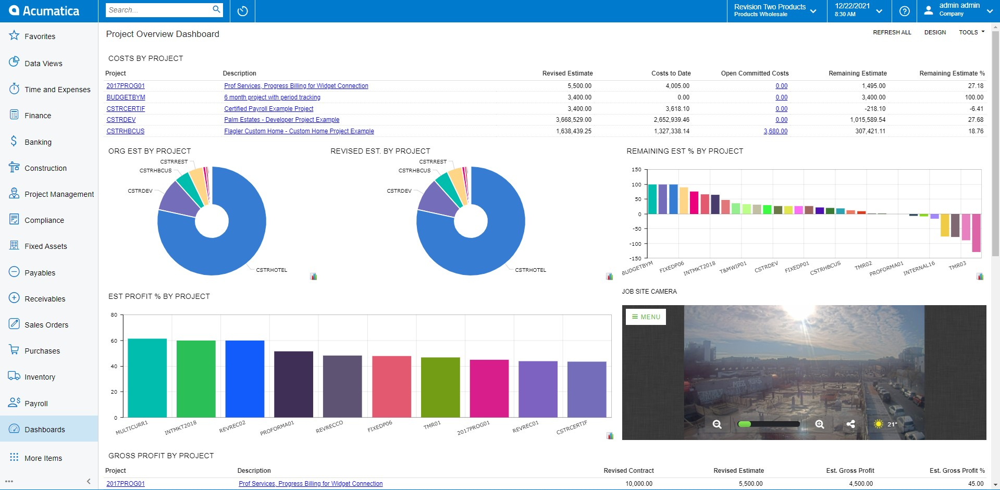 Acumatica
Search...
Revision Two Products
Products Wholesale
12/22/2021
8:30 AM
admin admin
Company
Favorites
Data Views
Time and Expenses
Finance
Banking
Construction
Project Management
Compliance
Fixed Assets
Payables
Receivables
Sales Orders
Purchases
Inventory
Payroll
Dashboards
More Items
Project Overview Dashboard
REFRESH ALL DESIGN TOOLS
COSTS BY PROJECT
Project Description Revised Estimate Costs to Date Open Committed Costs Remaining Estimate Remaining Estimate %
2017PROG01 Prof Services, Progress Billing for Widget Connection 5,500.00 4,005.00 0.00 1,495.00 27.18
BUDGETBYM 6 month project with period tracking 3,400.00 0.00 0.00 3,400.00 100.00
CSTRCERTIF Certified Payroll Example Project 3,400.00 3,618.10 0.00 -218.10 -6.41
CSTRDEV Palm Estates - Developer Project Example 3,668,529.00 2,652,939.46 0.00 1,015,589.54 27.68
CSTRHBCUS Flagler Custom Home - Custom Home Project Example 1,638,439.25 1,327,338.14 3,680.00 307,421.11 18.76
ORG EST BY PROJECT
CSTRREST
CSTRHBCUS
CSTRDEV
CSTRHOTEL
REVISED EST. BY PROJECT
CSTRREST
CSTRHBCUS
CSTRDEV
CSTRHOTEL
REMAINING EST % BY PROJECT
150
100
50
0
-50
-100
-150
BUDGETBYM FIXEDP06 INTMKT2018 T&MWIP01 CSTRDEV FIXEDP01 CSTRHBCUS TMR02 PROFORMA01 INTERNAL16 TMR03
EST PROFIT % BY PROJECT
80
60
40
20
0
MULTICURR1 INTMKT2018 REVREC02 PROFORMA01 REVRECCO FIXEDP06 TMR01 2017PROG01 REVREC01 CSTRCERTIF
JOB SITE CAMERA
MENU
21°
GROSS PROFIT BY PROJECT
Project Description Revised Contract Revised Estimate Est. Gross Profit Est. Gross Profit %
2017PROG01 Prof Services, Progress Billing for Widget Connection 10,000.00 5,500.00 4,500.00 45.00